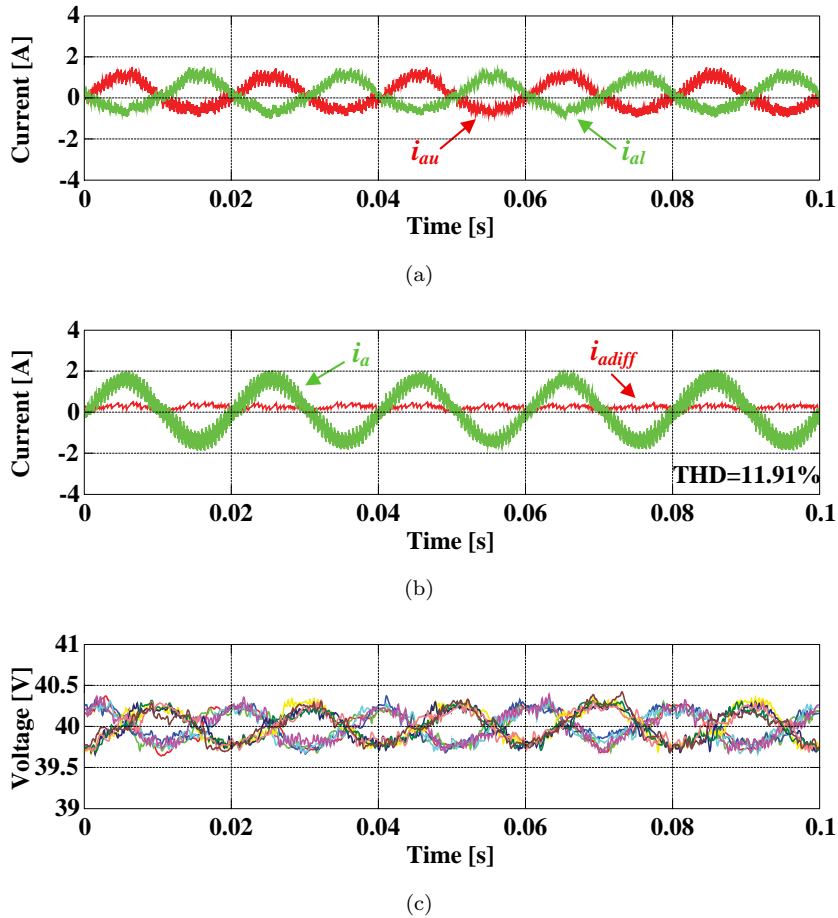 4
2
0
-2
-4
Current [A]
i_au
i_al
0
0.02
0.04
0.06
0.08
0.1
Time [s]
(a)
4
2
0
-2
-4
Current [A]
i_a
i_adiff
THD=11.91%
0
0.02
0.04
0.06
0.08
0.1
Time [s]
(b)
41
40.5
40
39.5
39
Voltage [V]
0
0.02
0.04
0.06
0.08
0.1
Time [s]
(c)